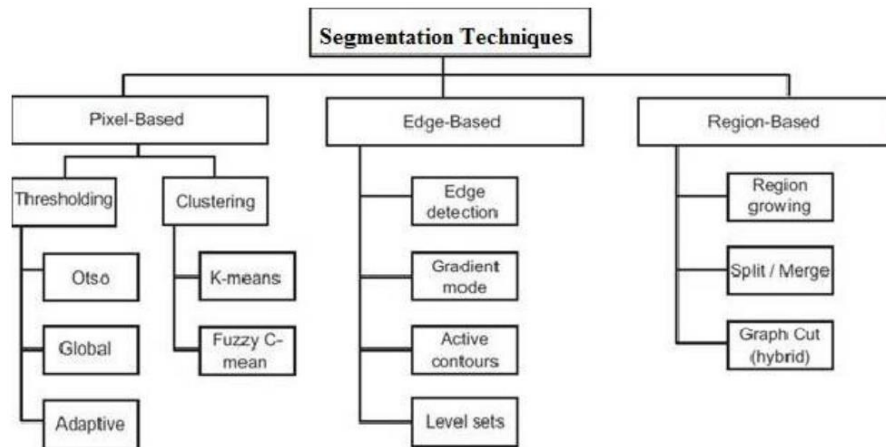 Segmentation Techniques
Pixel-Based
Edge-Based
Region-Based
Thresholding
Clustering
Edge
detection
Region
growing
Otso
K-means
Gradient
mode
Split / Merge
Global
Fuzzy C-
mean
Active
contours
Graph Cut
(hybrid)
Adaptive
Level sets